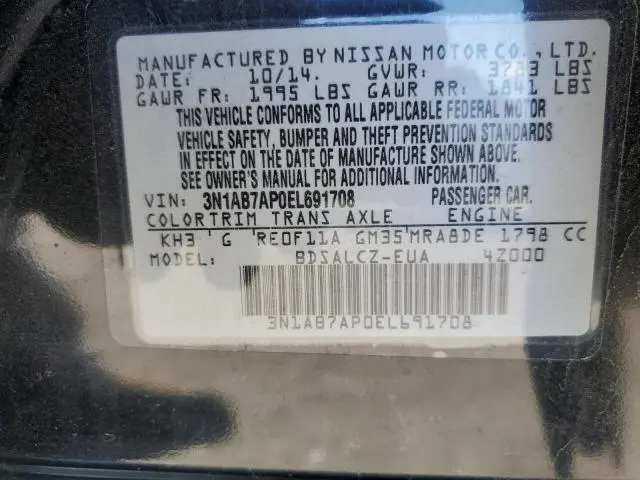 MANUFACTURED BY NISSAN MOTOR CO., LTD.
DATE: 10/14. GVWR: 3783 LBS
GAWR FR: 1995 LBS GAWR RR: 1841 LBS
THIS VEHICLE CONFORMS TO ALL APPLICABLE FEDERAL MOTOR
VEHICLE SAFETY, BUMPER AND THEFT PREVENTION STANDARDS
IN EFFECT ON THE DATE OF MANUFACTURE SHOWN ABOVE.
SEE OWNER'S MANUAL FOR ADDITIONAL INFORMATION.
VIN: 3N1AB7AP0EL691708 PASSENGER CAR.
COLOR TRIM TRANS AXLE ENGINE
KH3 ' G 'RE0F11A GM35'MRA8DE 1798 CC
MODEL: BDSALCZ-EUA 4Z000
3N1AB7AP0EL691708